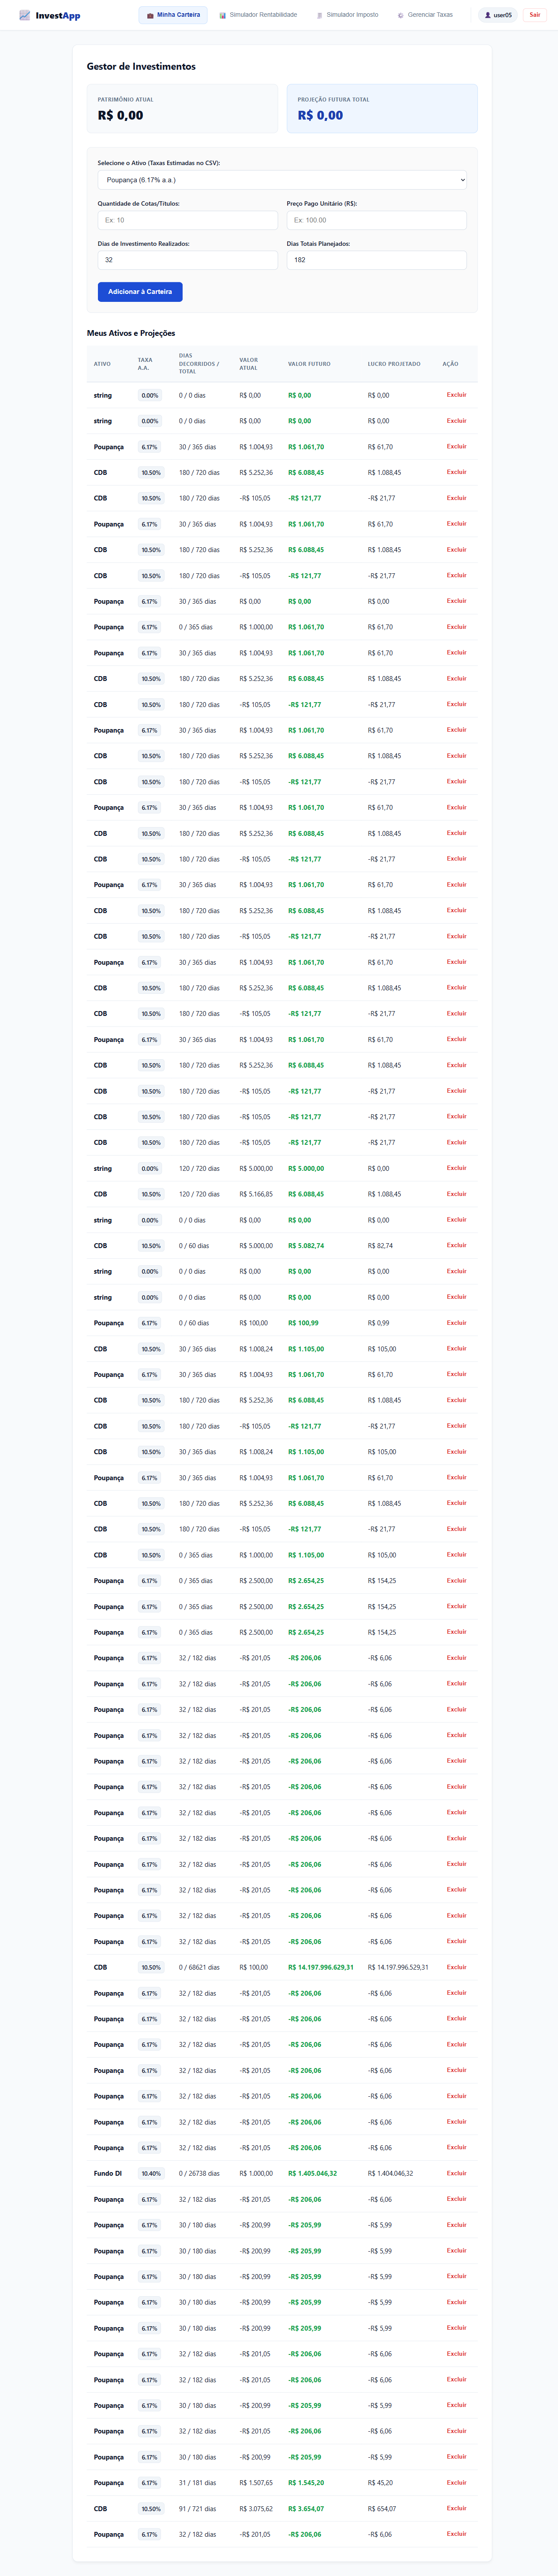 InvestApp
Minha Carteira
Simulador Rentabilidade
Simulador Imposto
Gerenciar Taxas
user05
Sair
Gestor de Investimentos
PATRIMÔNIO ATUAL
R$ 0,00
PROJEÇÃO FUTURA TOTAL
R$ 0,00
Selecione o Ativo (Taxas Estimadas no CSV):
Poupança (6.17% a.a.)
Quantidade de Cotas/Títulos:
Preço Pago Unitário (R$):
Ex: 10
Ex: 100.00
Dias de Investimento Realizados:
Dias Totais Planejados:
32
182
Adicionar à Carteira
Meus Ativos e Projeções
ATIVO TAXA A.A. DIAS DECORRIDOS / TOTAL VALOR ATUAL VALOR FUTURO LUCRO PROJETADO AÇÃO
string 0.00% 0 / 0 dias R$ 0,00 R$ 0,00 R$ 0,00 Excluir
string 0.00% 0 / 0 dias R$ 0,00 R$ 0,00 R$ 0,00 Excluir
Poupança 6.17% 30 / 365 dias R$ 1.004,93 R$ 1.061,70 R$ 61,70 Excluir
CDB 10.50% 180 / 720 dias R$ 5.252,36 R$ 6.088,45 R$ 1.088,45 Excluir
CDB 10.50% 180 / 720 dias -R$ 105,05 -R$ 121,77 -R$ 21,77 Excluir
Poupança 6.17% 30 / 365 dias R$ 1.004,93 R$ 1.061,70 R$ 61,70 Excluir
CDB 10.50% 180 / 720 dias R$ 5.252,36 R$ 6.088,45 R$ 1.088,45 Excluir
CDB 10.50% 180 / 720 dias -R$ 105,05 -R$ 121,77 -R$ 21,77 Excluir
Poupança 6.17% 30 / 365 dias R$ 0,00 R$ 0,00 R$ 0,00 Excluir
Poupança 6.17% 0 / 365 dias R$ 1.000,00 R$ 1.061,70 R$ 61,70 Excluir
Poupança 6.17% 30 / 365 dias R$ 1.004,93 R$ 1.061,70 R$ 61,70 Excluir
CDB 10.50% 180 / 720 dias R$ 5.252,36 R$ 6.088,45 R$ 1.088,45 Excluir
CDB 10.50% 180 / 720 dias -R$ 105,05 -R$ 121,77 -R$ 21,77 Excluir
Poupança 6.17% 30 / 365 dias R$ 1.004,93 R$ 1.061,70 R$ 61,70 Excluir
CDB 10.50% 180 / 720 dias R$ 5.252,36 R$ 6.088,45 R$ 1.088,45 Excluir
CDB 10.50% 180 / 720 dias -R$ 105,05 -R$ 121,77 -R$ 21,77 Excluir
Poupança 6.17% 30 / 365 dias R$ 1.004,93 R$ 1.061,70 R$ 61,70 Excluir
CDB 10.50% 180 / 720 dias R$ 5.252,36 R$ 6.088,45 R$ 1.088,45 Excluir
CDB 10.50% 180 / 720 dias -R$ 105,05 -R$ 121,77 -R$ 21,77 Excluir
Poupança 6.17% 30 / 365 dias R$ 1.004,93 R$ 1.061,70 R$ 61,70 Excluir
CDB 10.50% 180 / 720 dias R$ 5.252,36 R$ 6.088,45 R$ 1.088,45 Excluir
CDB 10.50% 180 / 720 dias -R$ 105,05 -R$ 121,77 -R$ 21,77 Excluir
Poupança 6.17% 30 / 365 dias R$ 1.004,93 R$ 1.061,70 R$ 61,70 Excluir
CDB 10.50% 180 / 720 dias R$ 5.252,36 R$ 6.088,45 R$ 1.088,45 Excluir
CDB 10.50% 180 / 720 dias -R$ 105,05 -R$ 121,77 -R$ 21,77 Excluir
Poupança 6.17% 30 / 365 dias R$ 1.004,93 R$ 1.061,70 R$ 61,70 Excluir
CDB 10.50% 180 / 720 dias R$ 5.252,36 R$ 6.088,45 R$ 1.088,45 Excluir
CDB 10.50% 180 / 720 dias -R$ 105,05 -R$ 121,77 -R$ 21,77 Excluir
CDB 10.50% 180 / 720 dias -R$ 105,05 -R$ 121,77 -R$ 21,77 Excluir
CDB 10.50% 180 / 720 dias -R$ 105,05 -R$ 121,77 -R$ 21,77 Excluir
string 0.00% 120 / 720 dias R$ 5.000,00 R$ 5.000,00 R$ 0,00 Excluir
CDB 10.50% 120 / 720 dias R$ 5.166,85 R$ 6.088,45 R$ 1.088,45 Excluir
string 0.00% 0 / 0 dias R$ 0,00 R$ 0,00 R$ 0,00 Excluir
CDB 10.50% 0 / 60 dias R$ 5.000,00 R$ 5.082,74 R$ 82,74 Excluir
string 0.00% 0 / 0 dias R$ 0,00 R$ 0,00 R$ 0,00 Excluir
string 0.00% 0 / 0 dias R$ 0,00 R$ 0,00 R$ 0,00 Excluir
Poupança 6.17% 0 / 60 dias R$ 100,00 R$ 100,99 R$ 0,99 Excluir
CDB 10.50% 30 / 365 dias R$ 1.008,24 R$ 1.105,00 R$ 105,00 Excluir
Poupança 6.17% 30 / 365 dias R$ 1.004,93 R$ 1.061,70 R$ 61,70 Excluir
CDB 10.50% 180 / 720 dias R$ 5.252,36 R$ 6.088,45 R$ 1.088,45 Excluir
CDB 10.50% 180 / 720 dias -R$ 105,05 -R$ 121,77 -R$ 21,77 Excluir
CDB 10.50% 30 / 365 dias R$ 1.008,24 R$ 1.105,00 R$ 105,00 Excluir
Poupança 6.17% 30 / 365 dias R$ 1.004,93 R$ 1.061,70 R$ 61,70 Excluir
CDB 10.50% 180 / 720 dias R$ 5.252,36 R$ 6.088,45 R$ 1.088,45 Excluir
CDB 10.50% 180 / 720 dias -R$ 105,05 -R$ 121,77 -R$ 21,77 Excluir
CDB 10.50% 0 / 365 dias R$ 1.000,00 R$ 1.105,00 R$ 105,00 Excluir
Poupança 6.17% 0 / 365 dias R$ 2.500,00 R$ 2.654,25 R$ 154,25 Excluir
Poupança 6.17% 0 / 365 dias R$ 2.500,00 R$ 2.654,25 R$ 154,25 Excluir
Poupança 6.17% 0 / 365 dias R$ 2.500,00 R$ 2.654,25 R$ 154,25 Excluir
Poupança 6.17% 32 / 182 dias -R$ 201,05 -R$ 206,06 -R$ 6,06 Excluir
Poupança 6.17% 32 / 182 dias -R$ 201,05 -R$ 206,06 -R$ 6,06 Excluir
Poupança 6.17% 32 / 182 dias -R$ 201,05 -R$ 206,06 -R$ 6,06 Excluir
Poupança 6.17% 32 / 182 dias -R$ 201,05 -R$ 206,06 -R$ 6,06 Excluir
Poupança 6.17% 32 / 182 dias -R$ 201,05 -R$ 206,06 -R$ 6,06 Excluir
Poupança 6.17% 32 / 182 dias -R$ 201,05 -R$ 206,06 -R$ 6,06 Excluir
Poupança 6.17% 32 / 182 dias -R$ 201,05 -R$ 206,06 -R$ 6,06 Excluir
Poupança 6.17% 32 / 182 dias -R$ 201,05 -R$ 206,06 -R$ 6,06 Excluir
Poupança 6.17% 32 / 182 dias -R$ 201,05 -R$ 206,06 -R$ 6,06 Excluir
Poupança 6.17% 32 / 182 dias -R$ 201,05 -R$ 206,06 -R$ 6,06 Excluir
Poupança 6.17% 32 / 182 dias -R$ 201,05 -R$ 206,06 -R$ 6,06 Excluir
Poupança 6.17% 32 / 182 dias -R$ 201,05 -R$ 206,06 -R$ 6,06 Excluir
CDB 10.50% 0 / 68621 dias R$ 100,00 R$ 14.197.996.629,31 R$ 14.197.996.529,31 Excluir
Poupança 6.17% 32 / 182 dias -R$ 201,05 -R$ 206,06 -R$ 6,06 Excluir
Poupança 6.17% 32 / 182 dias -R$ 201,05 -R$ 206,06 -R$ 6,06 Excluir
Poupança 6.17% 32 / 182 dias -R$ 201,05 -R$ 206,06 -R$ 6,06 Excluir
Poupança 6.17% 32 / 182 dias -R$ 201,05 -R$ 206,06 -R$ 6,06 Excluir
Poupança 6.17% 32 / 182 dias -R$ 201,05 -R$ 206,06 -R$ 6,06 Excluir
Poupança 6.17% 32 / 182 dias -R$ 201,05 -R$ 206,06 -R$ 6,06 Excluir
Poupança 6.17% 32 / 182 dias -R$ 201,05 -R$ 206,06 -R$ 6,06 Excluir
Fundo DI 10.40% 0 / 26738 dias R$ 1.000,00 R$ 1.405.046,32 R$ 1.404.046,32 Excluir
Poupança 6.17% 32 / 182 dias -R$ 201,05 -R$ 206,06 -R$ 6,06 Excluir
Poupança 6.17% 30 / 180 dias -R$ 200,99 -R$ 205,99 -R$ 5,99 Excluir
Poupança 6.17% 30 / 180 dias -R$ 200,99 -R$ 205,99 -R$ 5,99 Excluir
Poupança 6.17% 30 / 180 dias -R$ 200,99 -R$ 205,99 -R$ 5,99 Excluir
Poupança 6.17% 30 / 180 dias -R$ 200,99 -R$ 205,99 -R$ 5,99 Excluir
Poupança 6.17% 30 / 180 dias -R$ 200,99 -R$ 205,99 -R$ 5,99 Excluir
Poupança 6.17% 32 / 182 dias -R$ 201,05 -R$ 206,06 -R$ 6,06 Excluir
Poupança 6.17% 32 / 182 dias -R$ 201,05 -R$ 206,06 -R$ 6,06 Excluir
Poupança 6.17% 30 / 180 dias -R$ 200,99 -R$ 205,99 -R$ 5,99 Excluir
Poupança 6.17% 32 / 182 dias -R$ 201,05 -R$ 206,06 -R$ 6,06 Excluir
Poupança 6.17% 30 / 180 dias -R$ 200,99 -R$ 205,99 -R$ 5,99 Excluir
Poupança 6.17% 31 / 181 dias R$ 1.507,65 R$ 1.545,20 R$ 45,20 Excluir
CDB 10.50% 91 / 721 dias R$ 3.075,62 R$ 3.654,07 R$ 654,07 Excluir
Poupança 6.17% 32 / 182 dias -R$ 201,05 -R$ 206,06 -R$ 6,06 Excluir